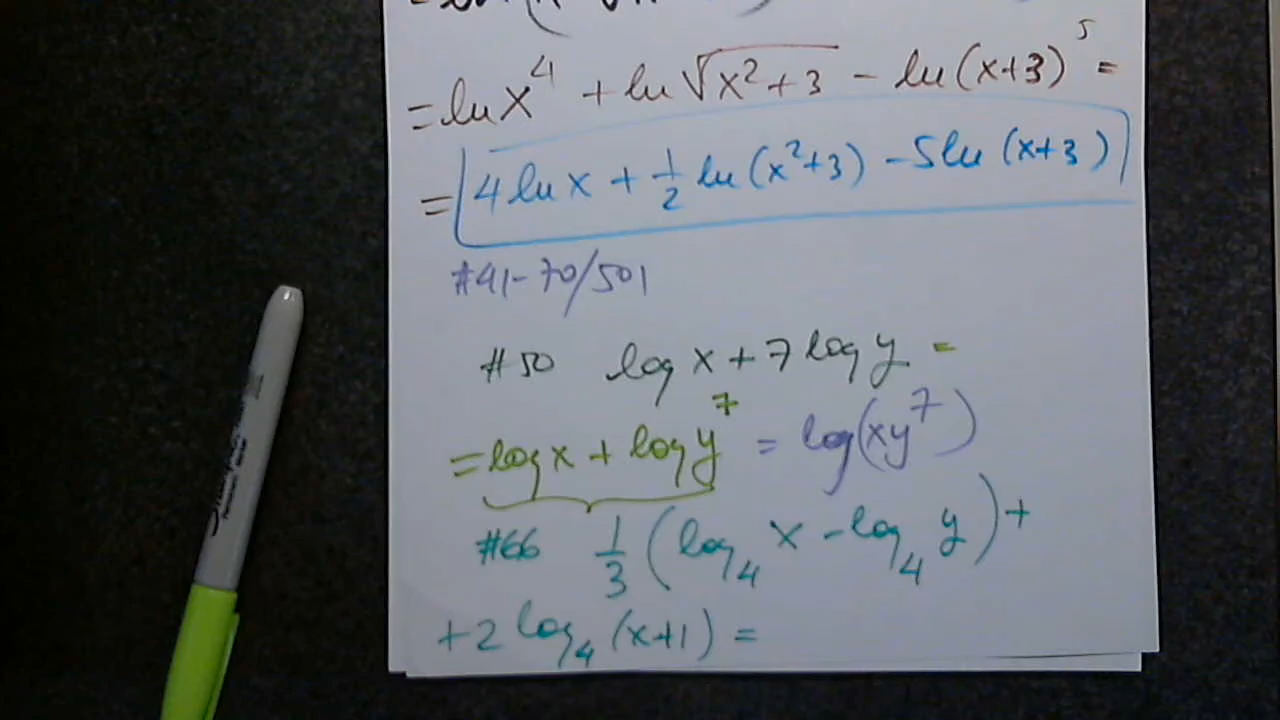 = ln x⁴ + ln √(x²+3) - ln (x+3)⁵ =
= 4 ln x + 1/2 ln (x²+3) - 5 ln (x+3)
#41-70/501
#50 log x + 7 log y =
= log x + log y⁷ = log(xy⁷)
#66 1/3 (log₄ x - log₄ y) +
+ 2 log₄ (x+1) =